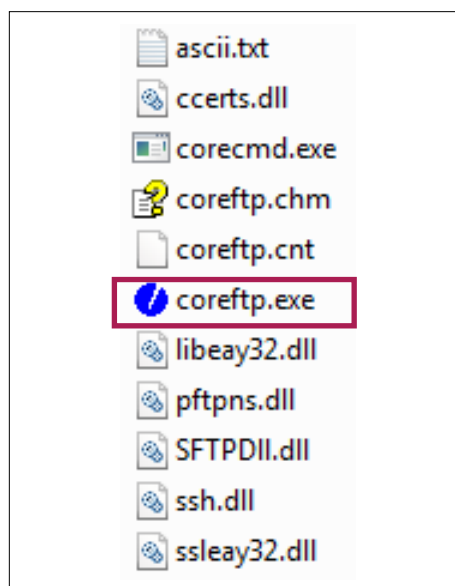 ascii.txt
ccerts.dll
corecmd.exe
coreftp.chm
coreftp.cnt
coreftp.exe
libeay32.dll
pftpns.dll
SFTPDll.dll
ssh.dll
ssleay32.dll